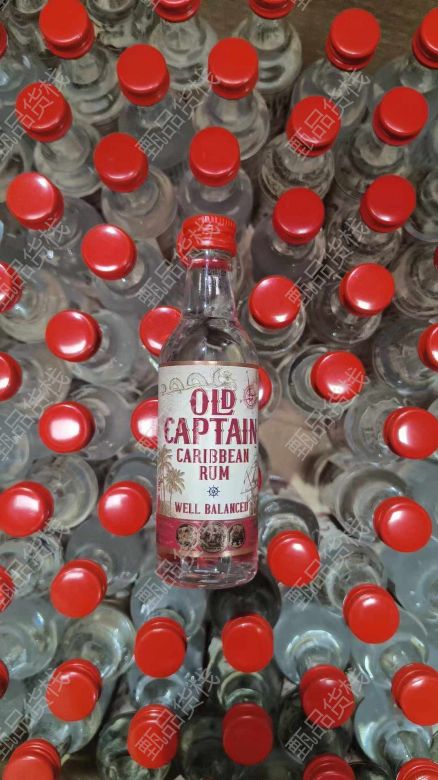 OLD
CAPTAIN
CARIBBEAN
RUM
WELL BALANCED
甄品货栈